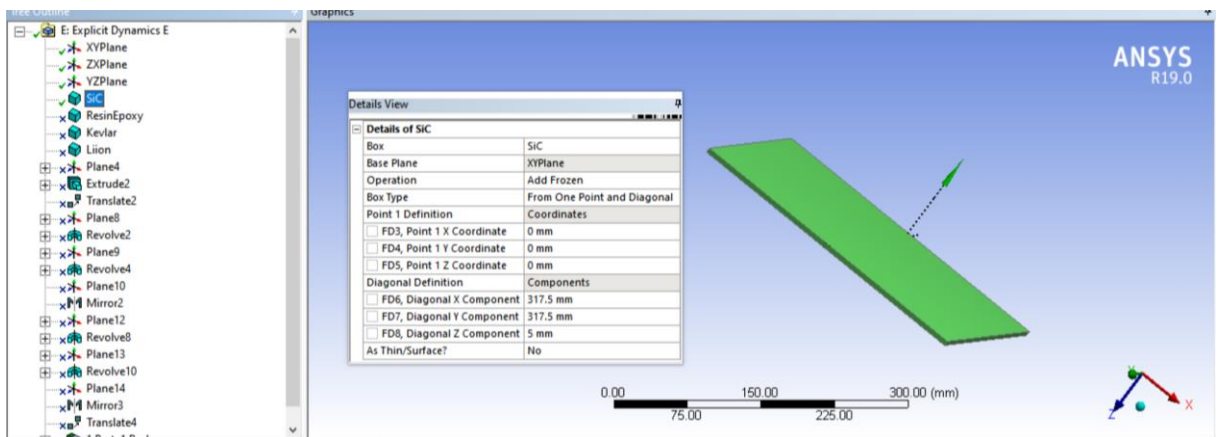 Tree Outline
E: Explicit Dynamics E
XYPlane
ZXPlane
YZPlane
SiC
ResinEpoxy
Kevlar
Liion
Plane4
Extrude2
Translate2
Plane8
Revolve2
Plane9
Revolve4
Plane10
Mirror2
Plane12
Revolve8
Plane13
Revolve10
Plane14
Mirror3
Translate4
Graphics
ANSYS
R19.0
Details View
Details of SiC
Box SiC
Base Plane XYPlane
Operation Add Frozen
Box Type From One Point and Diagonal
Point 1 Definition Coordinates
FD3, Point 1 X Coordinate 0 mm
FD4, Point 1 Y Coordinate 0 mm
FD5, Point 1 Z Coordinate 0 mm
Diagonal Definition Components
FD6, Diagonal X Component 317.5 mm
FD7, Diagonal Y Component 317.5 mm
FD8, Diagonal Z Component 5 mm
As Thin/Surface? No
0.00 150.00 300.00 (mm)
75.00 225.00
Z X